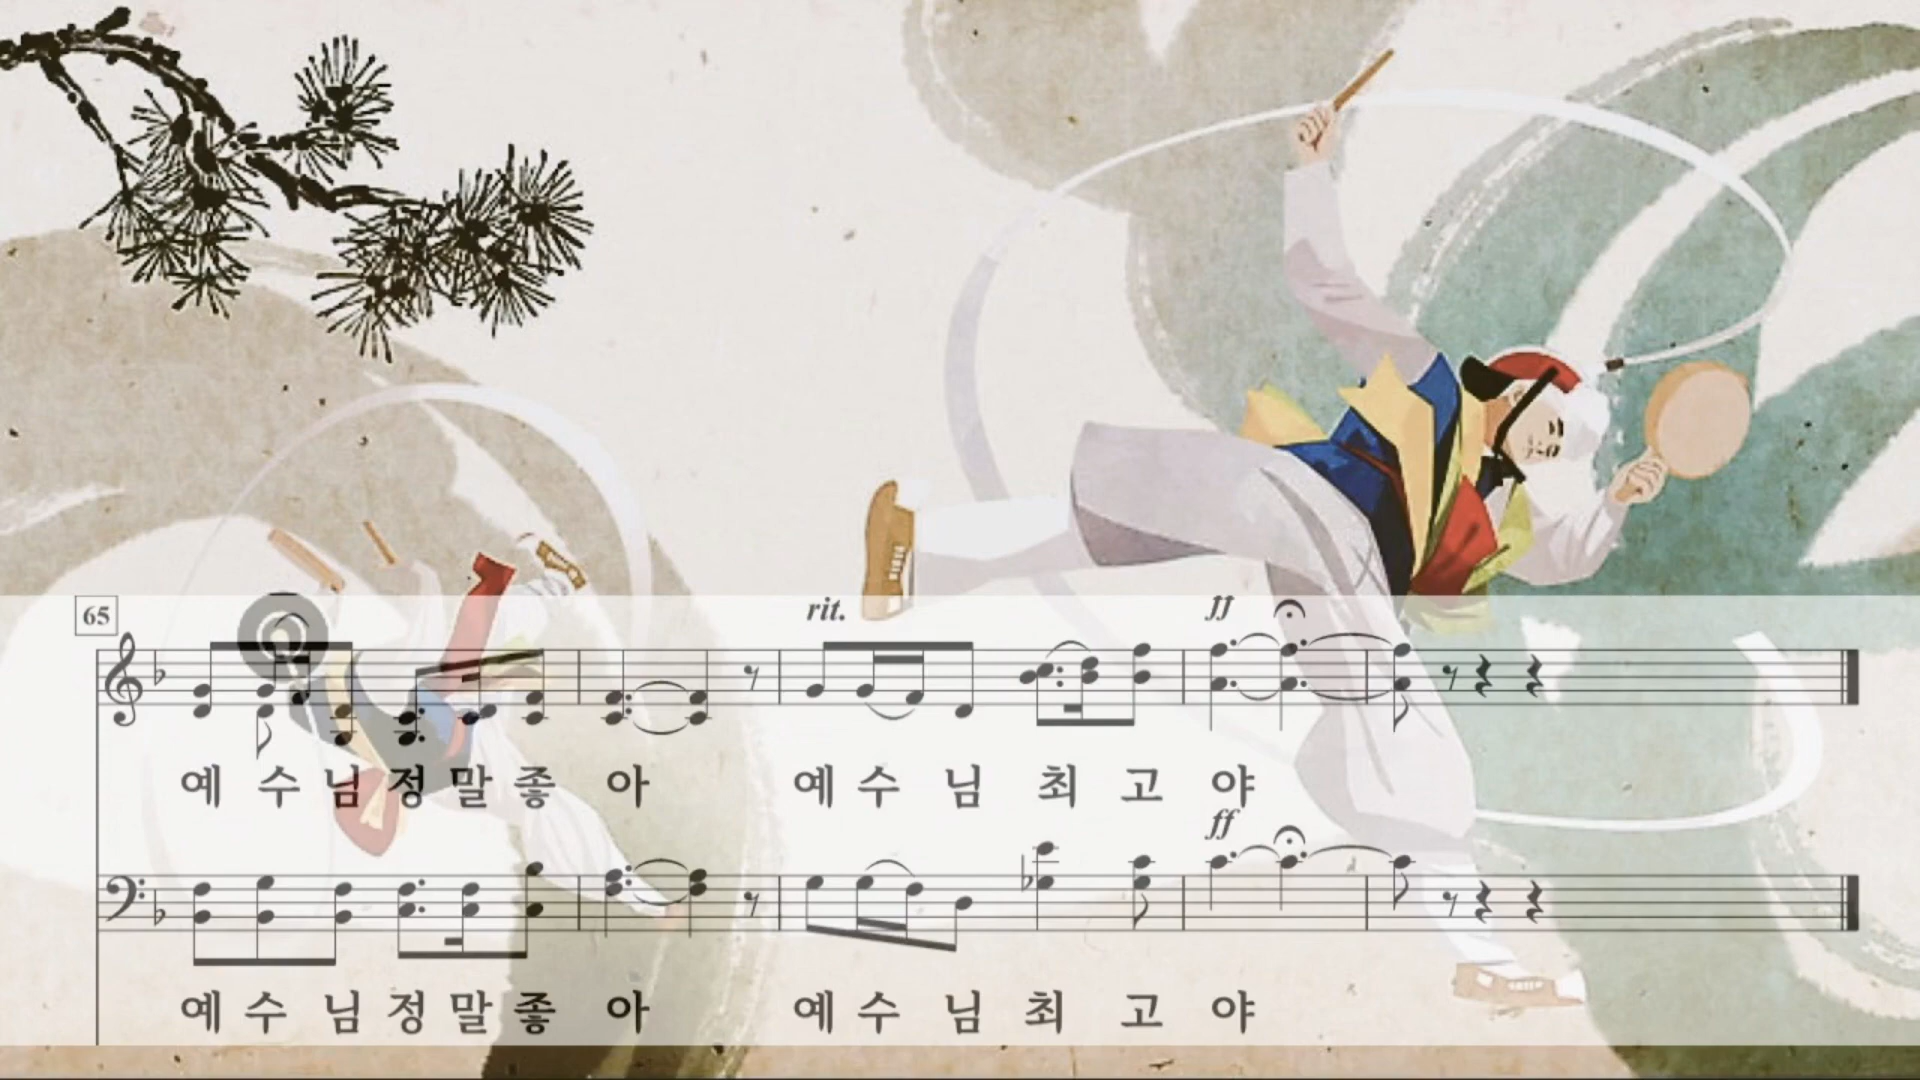 65
rit.
ff
예 수 님 정 말 좋 아 예 수 님 최 고 야
ff
예 수 님 정 말 좋 아 예 수 님 최 고 야